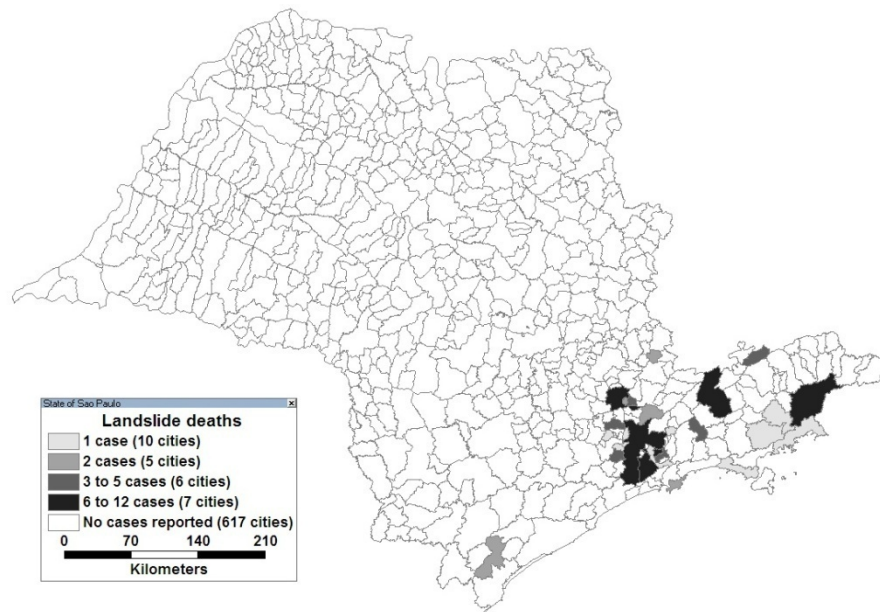 State of Sao Paulo
Landslide deaths
1 case (10 cities)
2 cases (5 cities)
3 to 5 cases (6 cities)
6 to 12 cases (7 cities)
No cases reported (617 cities)
0 70 140 210
Kilometers